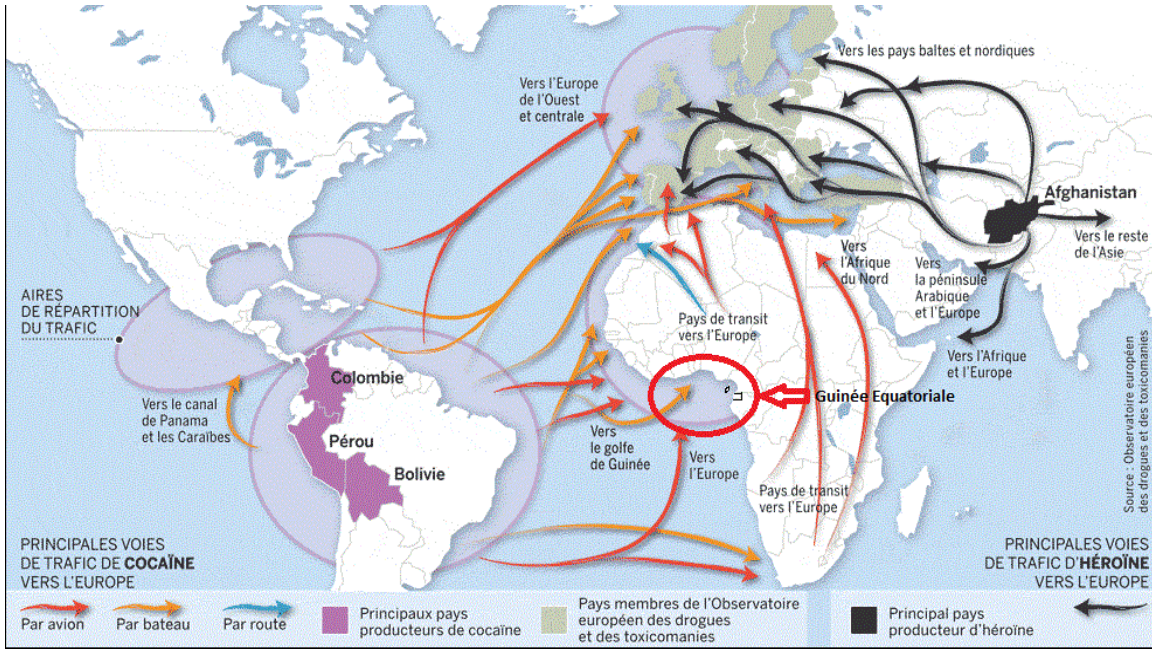 Vers les pays baltes et nordiques
Vers l'Europe
de l'Ouest
et centrale
Afghanistan
Vers le reste
de l'Asie
Vers
l'Afrique
du Nord
Vers
la péninsule
Arabique
et l'Europe
AIRES
DE RÉPARTITION
DU TRAFIC
Pays de transit
vers l'Europe
Vers l'Afrique
et l'Europe
Colombie
Guinée Equatoriale
Vers le canal
de Panama
et les Caraïbes
Pérou
Vers
le golfe
de Guinée
Vers
l'Europe
Bolivie
Pays de transit
vers l'Europe
Source : Observatoire européen
des drogues et des toxicomanies
PRINCIPALES VOIES
DE TRAFIC DE COCAÏNE
VERS L'EUROPE
PRINCIPALES VOIES
DE TRAFIC D'HÉROÏNE
VERS L'EUROPE
Par avion
Par bateau
Par route
Principaux pays
producteurs de cocaïne
Pays membres de l'Observatoire
européen des drogues
et des toxicomanies
Principal pays
producteur d'héroïne